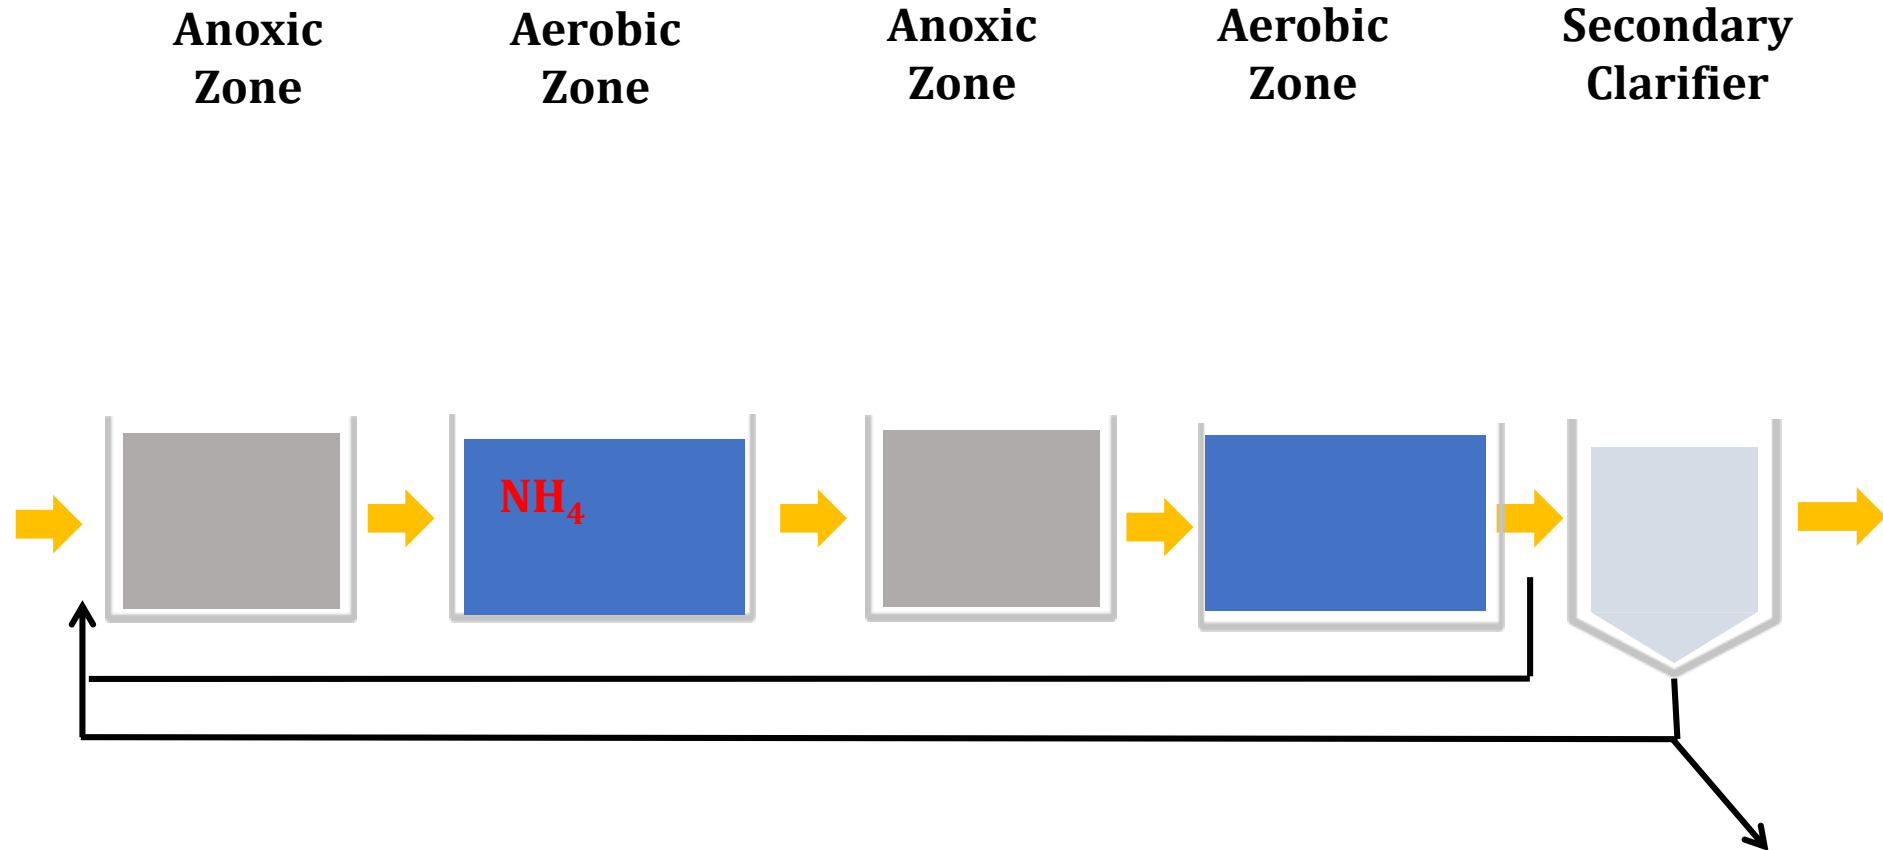 Anoxic
Zone
Aerobic
Zone
Anoxic
Zone
Aerobic
Zone
Secondary
Clarifier
NH₄